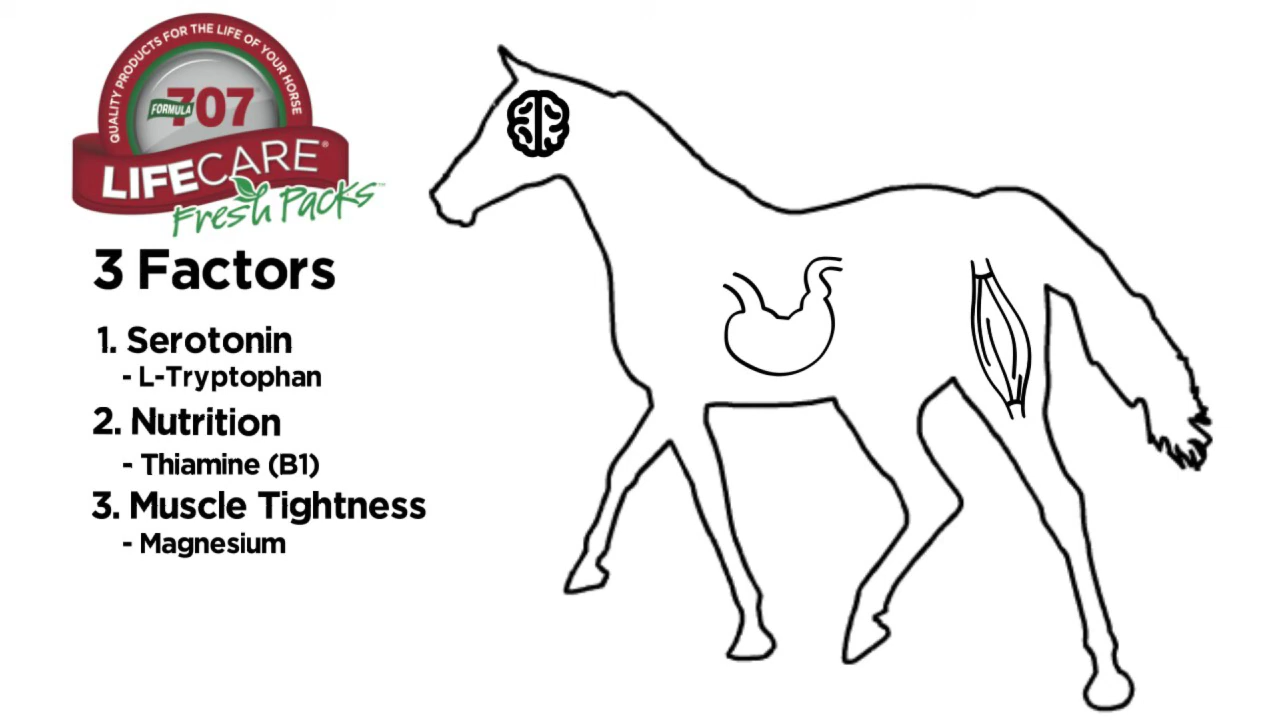 QUALITY PRODUCTS FOR THE LIFE OF YOUR HORSE
FORMULA 707
LIFECARE®
Fresh Packs™
3 Factors
1. Serotonin
- L-Tryptophan
2. Nutrition
- Thiamine (B1)
3. Muscle Tightness
- Magnesium